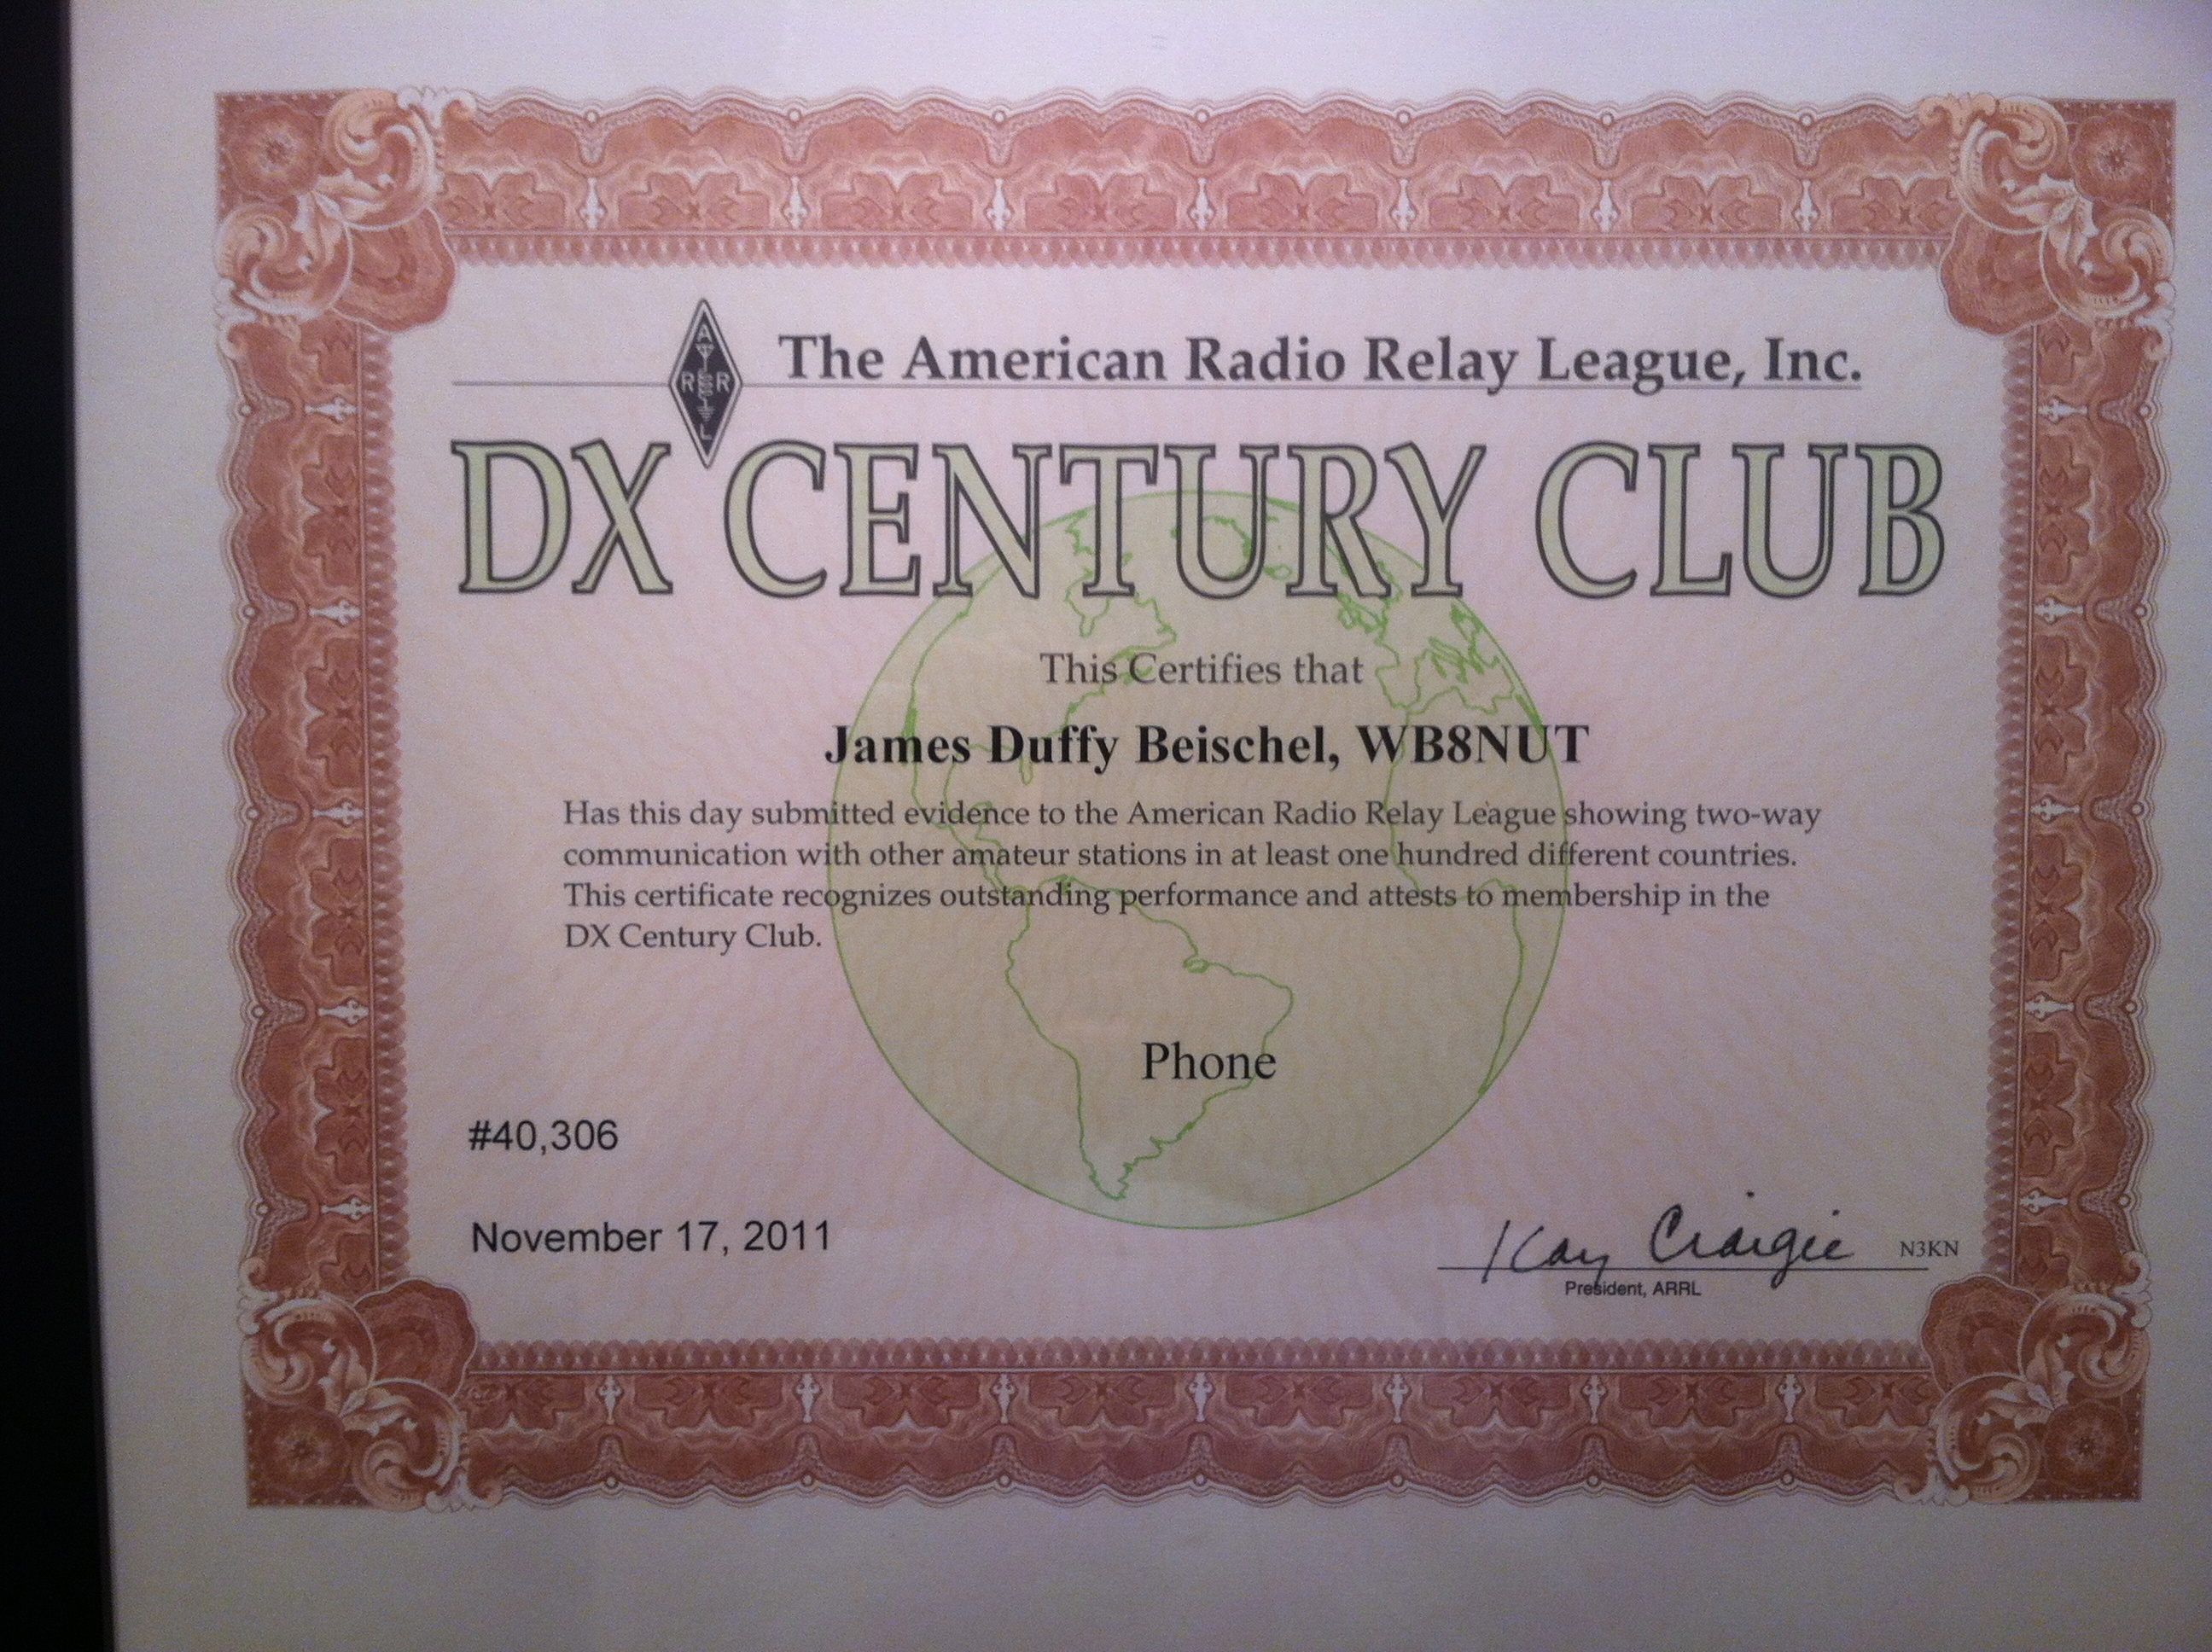 A
R R
L
The American Radio Relay League, Inc.
DX CENTURY CLUB
This Certifies that
James Duffy Beischel, WB8NUT
Has this day submitted evidence to the American Radio Relay League showing two-way
communication with other amateur stations in at least one hundred different countries.
This certificate recognizes outstanding performance and attests to membership in the
DX Century Club.
Phone
#40,306
November 17, 2011
Kay Craigie N3KN
President, ARRL